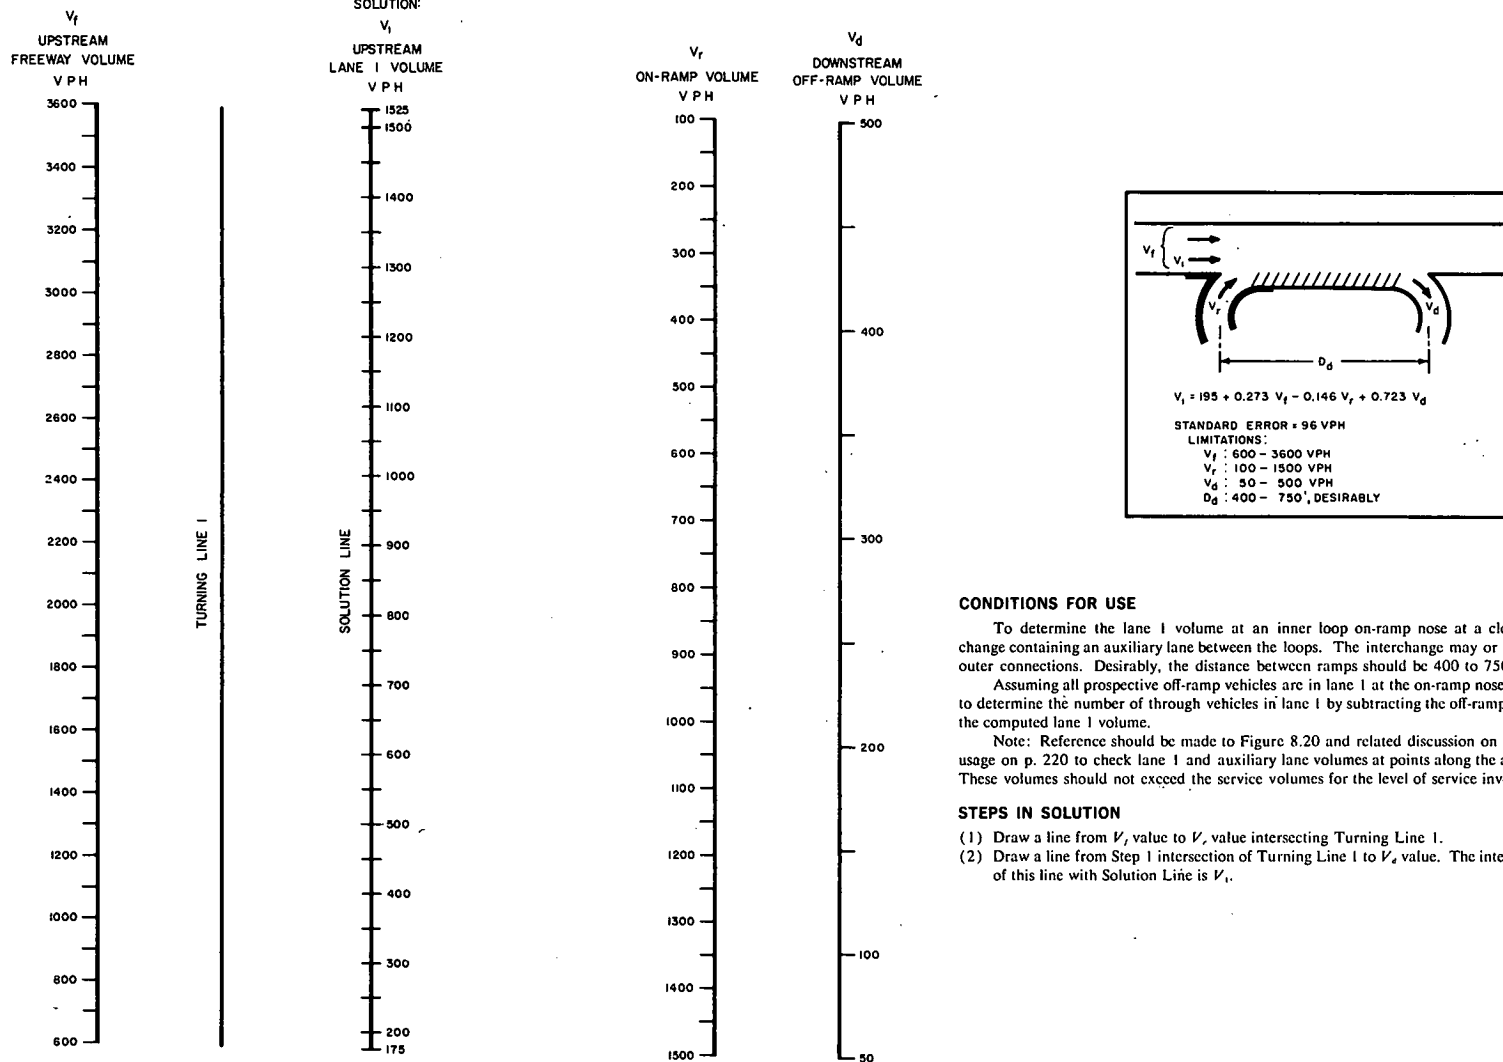 SOLUTION:
Vf
UPSTREAM
FREEWAY VOLUME
VPH
3600
3400
3200
3000
2800
2600
2400
2200
2000
1800
1600
1400
1200
1000
800
600
TURNING LINE 1
V1
UPSTREAM
LANE 1 VOLUME
VPH
1525
1500
1400
1300
1200
1100
1000
900
800
700
600
500
400
300
200
175
SOLUTION LINE
Vr
ON-RAMP VOLUME
VPH
100
200
300
400
500
600
700
800
900
1000
1100
1200
1300
1400
1500
Vd
DOWNSTREAM
OFF-RAMP VOLUME
VPH
500
400
300
200
100
50
Vf
V1
Vr
Vd
Dd
V1 = 195 + 0.273 Vf - 0.146 Vr + 0.723 Vd
STANDARD ERROR = 96 VPH
LIMITATIONS:
Vf : 600 - 3600 VPH
Vr : 100 - 1500 VPH
Vd : 50 - 500 VPH
Dd : 400 - 750', DESIRABLY
CONDITIONS FOR USE
To determine the lane 1 volume at an inner loop on-ramp nose at a clo
change containing an auxiliary lane between the loops. The interchange may or
outer connections. Desirably, the distance between ramps should be 400 to 750
Assuming all prospective off-ramp vehicles are in lane 1 at the on-ramp nose
to determine the number of through vehicles in lane 1 by subtracting the off-ramp
the computed lane 1 volume.
Note: Reference should be made to Figure 8.20 and related discussion on
usage on p. 220 to check lane 1 and auxiliary lane volumes at points along the a
These volumes should not exceed the service volumes for the level of service inv
STEPS IN SOLUTION
(1) Draw a line from Vf value to Vr value intersecting Turning Line 1.
(2) Draw a line from Step 1 intersection of Turning Line 1 to Vd value. The inte
of this line with Solution Line is V1.